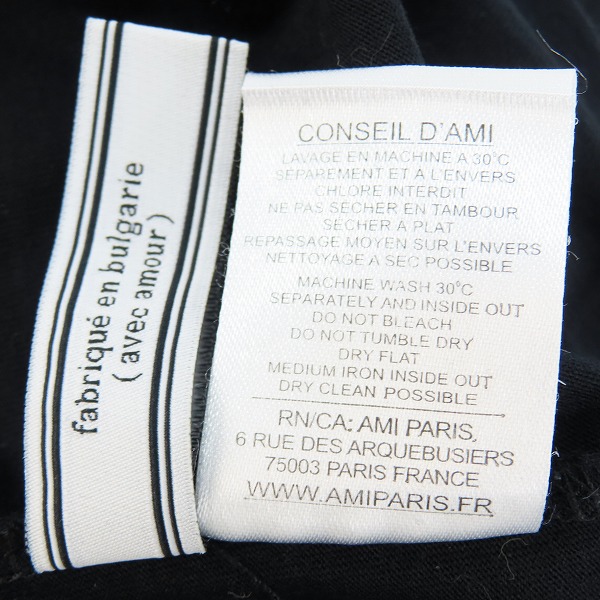 fabriqué en bulgarie
(avec amour)
CONSEIL D'AMI
LAVAGE EN MACHINE A 30°C
SÉPAREMENT ET A L'ENVERS
CHLORE INTERDIT
NE PAS SÉCHER EN TAMBOUR
SÉCHER À PLAT
REPASSAGE MOYEN SUR L'ENVERS
NETTOYAGE A SEC POSSIBLE
MACHINE WASH 30°C
SEPARATELY AND INSIDE OUT
DO NOT BLEACH
DO NOT TUMBLE DRY
DRY FLAT
MEDIUM IRON INSIDE OUT
DRY CLEAN POSSIBLE
RN/CA: AMI PARIS,
6 RUE DES ARQUEBUSIERS
75003 PARIS FRANCE
WWW.AMIPARIS.FR